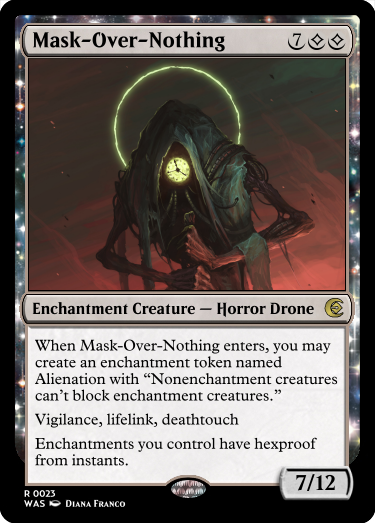 Mask-Over-Nothing 7
Enchantment Creature — Horror Drone
When Mask-Over-Nothing enters, you may
create an enchantment token named
Alienation with “Nonenchantment creatures
can’t block enchantment creatures.”
Vigilance, lifelink, deathtouch
Enchantments you control have hexproof
from instants.
7/12
R 0023
WAS Diana Franco